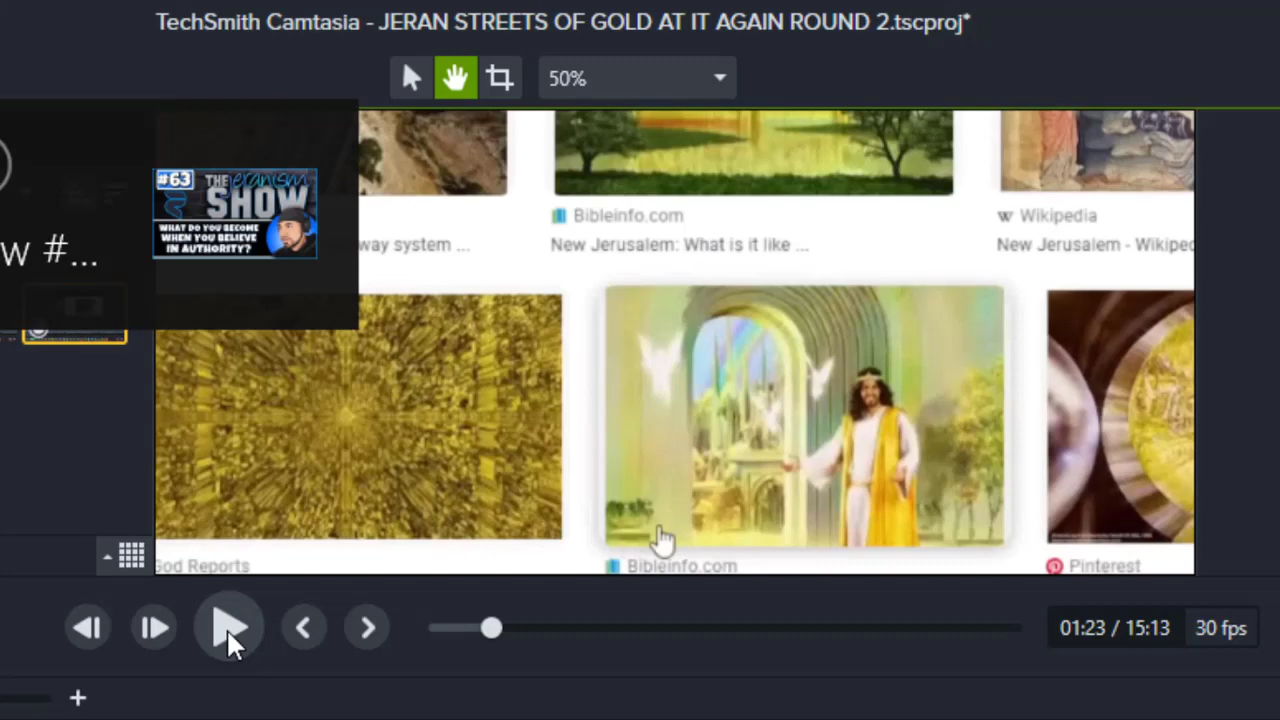 TechSmith Camtasia - JERAN STREETS OF GOLD AT IT AGAIN ROUND 2.tscproj*
50%
#63
THE jeranism
SHOW
WHAT DO YOU BECOME
WHEN YOU BELIEVE
IN AUTHORITY?
w #...
Bibleinfo.com
W Wikipedia
way system ...
New Jerusalem: What is it like ...
New Jerusalem - Wikiped
God Reports
Bibleinfo.com
Pinterest
01:23 / 15:13
30 fps